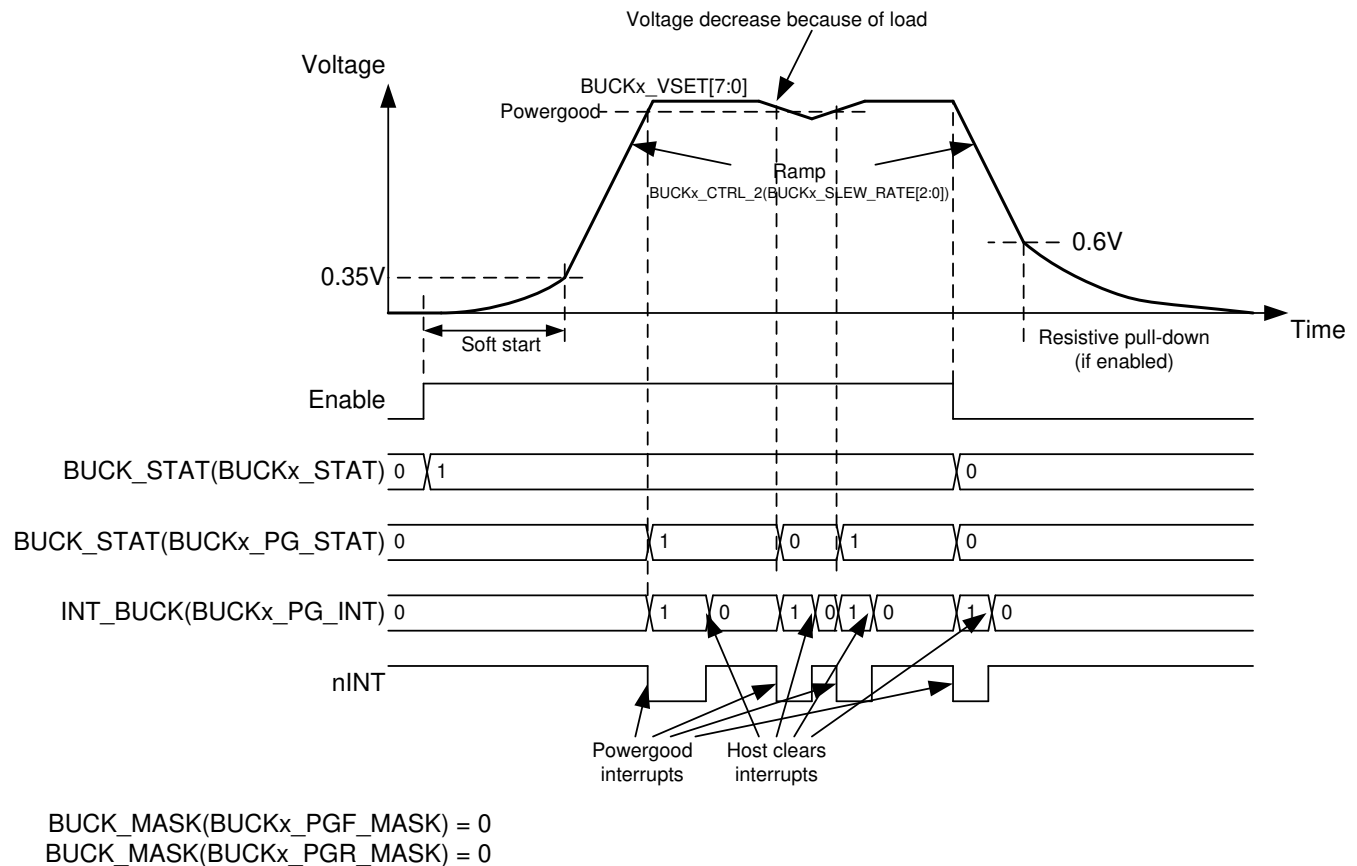 Voltage decrease because of load
Voltage
BUCKx_VSET[7:0]
Powergood
Ramp
BUCKx_CTRL_2(BUCKx_SLEW_RATE[2:0])
0.6V
0.35V
Time
Soft start
Resistive pull-down
(if enabled)
Enable
BUCK_STAT(BUCKx_STAT) 0 1 0
BUCK_STAT(BUCKx_PG_STAT) 0 1 0 1 0
INT_BUCK(BUCKx_PG_INT) 0 1 0 1 0 1 0 1 0
nINT
Powergood
interrupts
Host clears
interrupts
BUCK_MASK(BUCKx_PGF_MASK) = 0
BUCK_MASK(BUCKx_PGR_MASK) = 0